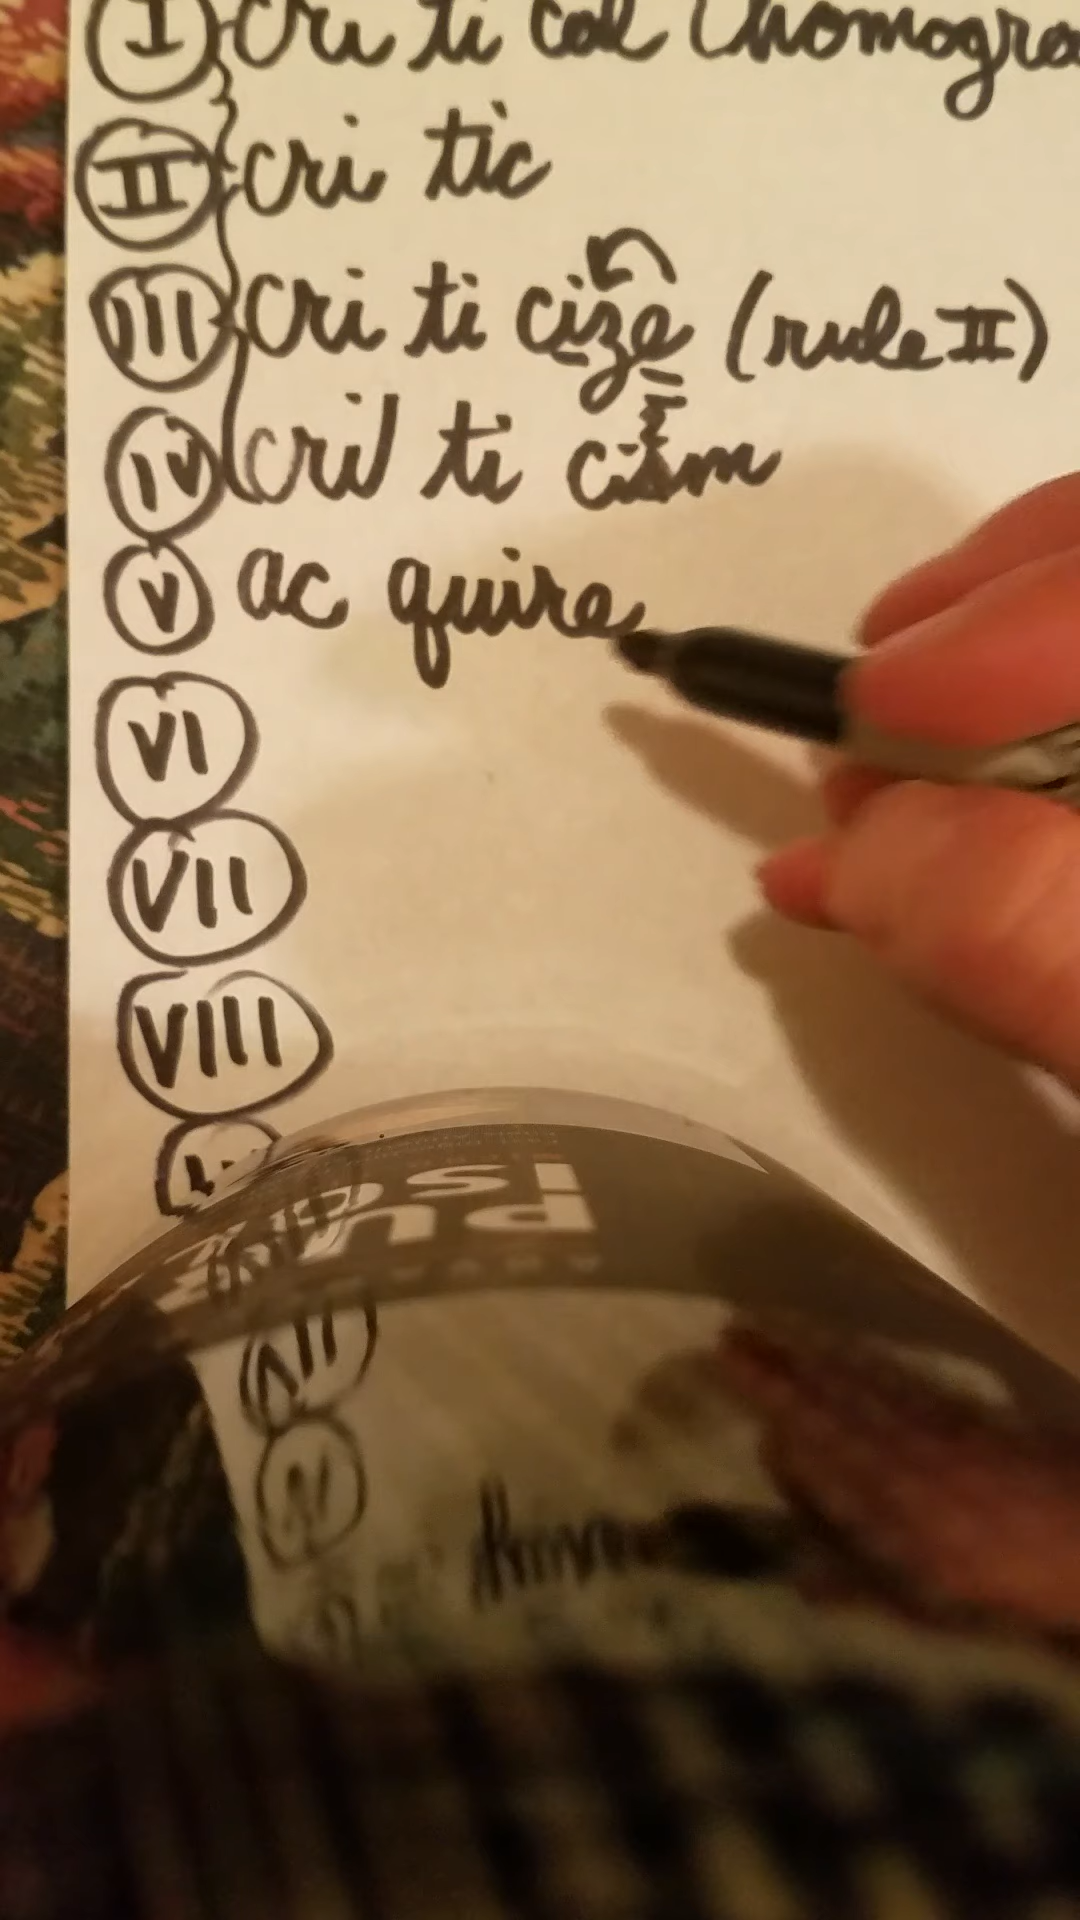 I cri ti cal (homogra
II cri tic
III cri ti cize (rule II)
IV cri ti cism
V ac quire
VI
VII
VIII